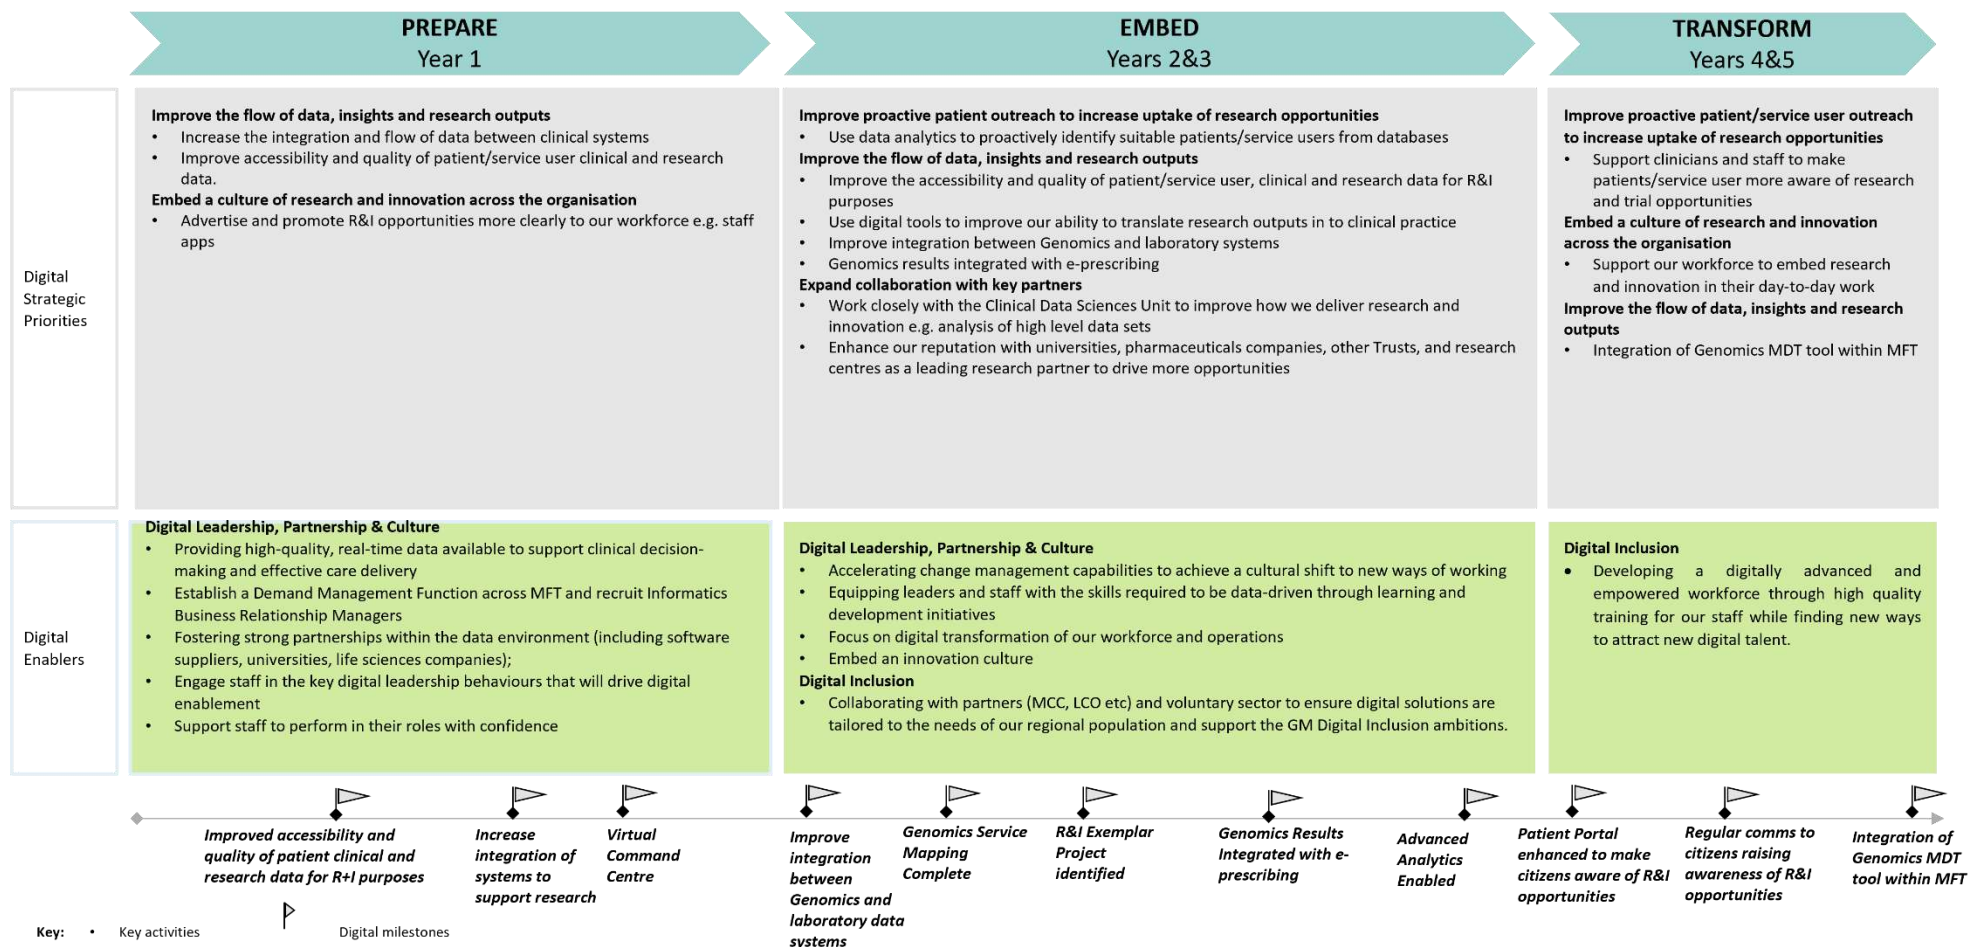 PREPARE
Year 1
EMBED
Years 2&3
TRANSFORM
Years 4&5
Digital
Strategic
Priorities
Improve the flow of data, insights and research outputs
• Increase the integration and flow of data between clinical systems
• Improve accessibility and quality of patient/service user clinical and research
data.
Embed a culture of research and innovation across the organisation
• Advertise and promote R&I opportunities more clearly to our workforce e.g. staff
apps
Improve proactive patient outreach to increase uptake of research opportunities
• Use data analytics to proactively identify suitable patients/service users from databases
Improve the flow of data, insights and research outputs
• Improve the accessibility and quality of patient/service user, clinical and research data for R&I
purposes
• Use digital tools to improve our ability to translate research outputs in to clinical practice
• Improve integration between Genomics and laboratory systems
• Genomics results integrated with e-prescribing
Expand collaboration with key partners
• Work closely with the Clinical Data Sciences Unit to improve how we deliver research and
innovation e.g. analysis of high level data sets
• Enhance our reputation with universities, pharmaceuticals companies, other Trusts, and research
centres as a leading research partner to drive more opportunities
Improve proactive patient/service user outreach
to increase uptake of research opportunities
• Support clinicians and staff to make
patients/service user more aware of research
and trial opportunities
Embed a culture of research and innovation
across the organisation
• Support our workforce to embed research
and innovation in their day-to-day work
Improve the flow of data, insights and research
outputs
• Integration of Genomics MDT tool within MFT
Digital
Enablers
Digital Leadership, Partnership & Culture
• Providing high-quality, real-time data available to support clinical decision-
making and effective care delivery
• Establish a Demand Management Function across MFT and recruit Informatics
Business Relationship Managers
• Fostering strong partnerships within the data environment (including software
suppliers, universities, life sciences companies);
• Engage staff in the key digital leadership behaviours that will drive digital
enablement
• Support staff to perform in their roles with confidence
Digital Leadership, Partnership & Culture
• Accelerating change management capabilities to achieve a cultural shift to new ways of working
• Equipping leaders and staff with the skills required to be data-driven through learning and
development initiatives
• Focus on digital transformation of our workforce and operations
• Embed an innovation culture
Digital Inclusion
• Collaborating with partners (MCC, LCO etc) and voluntary sector to ensure digital solutions are
tailored to the needs of our regional population and support the GM Digital Inclusion ambitions.
Digital Inclusion
• Developing a digitally advanced and
empowered workforce through high quality
training for our staff while finding new ways
to attract new digital talent.
Improved accessibility and
quality of patient clinical and
research data for R+I purposes
Increase
integration of
systems to
support research
Virtual
Command
Centre
Improve
integration
between
Genomics and
laboratory data
systems
Genomics Service
Mapping
Complete
R&I Exemplar
Project
identified
Genomics Results
Integrated with e-
prescribing
Advanced
Analytics
Enabled
Patient Portal
enhanced to make
citizens aware of R&I
opportunities
Regular comms to
citizens raising
awareness of R&I
opportunities
Integration of
Genomics MDT
tool within MFT
Key: • Key activities
Digital milestones